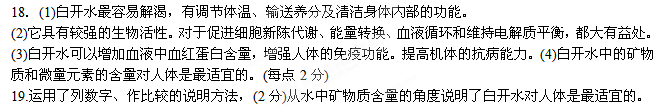 18. (1)白开水最容易解渴，有调节体温、输送养分及清洁身体内部的功能。
(2)它具有较强的生物活性。对于促进细胞新陈代谢、能量转换、血液循环和维持电解质平衡，都大有益处。
(3)白开水可以增加血液中血红蛋白含量，增强人体的免疫功能。提高机体的抗病能力。(4)白开水中的矿物
质和微量元素的含量对人体是最适宜的。(每点 2 分)
19.运用了列数字、作比较的说明方法，(2 分)从水中矿物质含量的角度说明了白开水对人体是最适宜的。